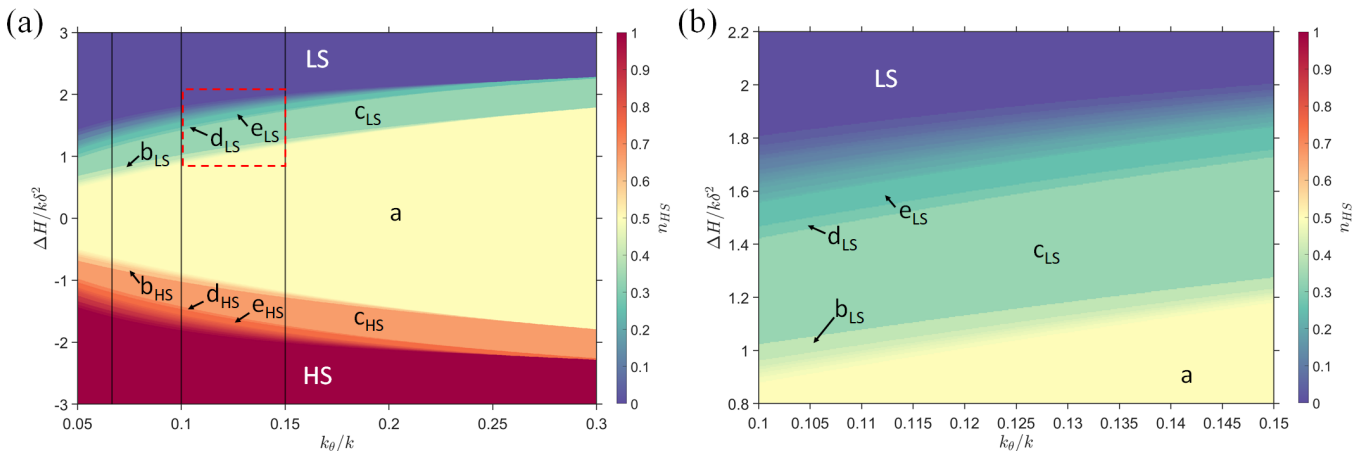 (a)
3
2
1
0
-1
-2
-3
ΔH/kδ²
LS
c_LS
e_LS
d_LS
b_LS
a
b_HS
d_HS
e_HS
c_HS
HS
0.05
0.1
0.15
0.2
0.25
0.3
k_θ/k
1
0.9
0.8
0.7
0.6
0.5
0.4
0.3
0.2
0.1
0
n_HS
(b)
2.2
2
1.8
1.6
1.4
1.2
1
0.8
ΔH/kδ²
LS
e_LS
d_LS
c_LS
b_LS
a
0.1
0.105
0.11
0.115
0.12
0.125
0.13
0.135
0.14
0.145
0.15
k_θ/k
1
0.9
0.8
0.7
0.6
0.5
0.4
0.3
0.2
0.1
0
n_HS